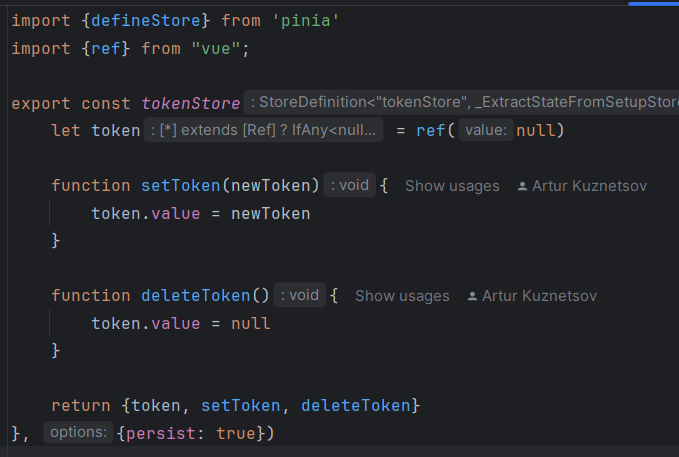 import {defineStore} from 'pinia'
import {ref} from "vue";
export const tokenStore : StoreDefinition<"tokenStore", _ExtractStateFromSetupStor
let token : [*] extends [Ref] ? IfAny<null... = ref( value: null)
function setToken(newToken) : void { Show usages Artur Kuznetsov
token.value = newToken
}
function deleteToken() : void { Show usages Artur Kuznetsov
token.value = null
}
return {token, setToken, deleteToken}
}, options: {persist: true})